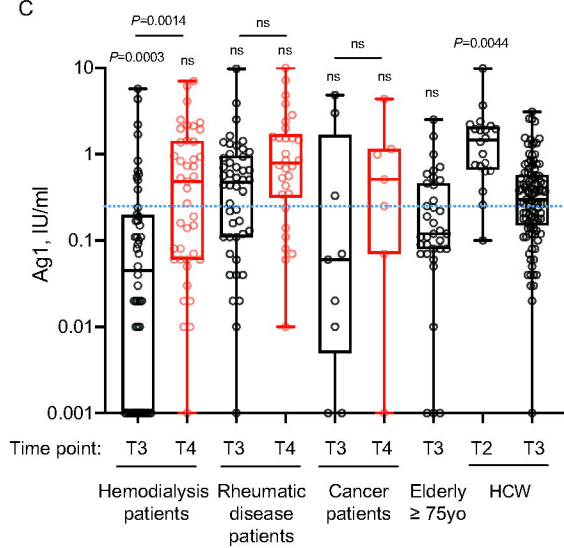 C
P=0.0014
ns
ns
P=0.0003
ns
ns
ns
ns
ns
ns
P=0.0044
10
1
0.1
0.01
0.001
Ag1, IU/ml
Time point: T3 T4 T3 T4 T3 T4 T3 T2 T3
Hemodialysis patients
Rheumatic disease patients
Cancer patients
Elderly ≥ 75yo
HCW